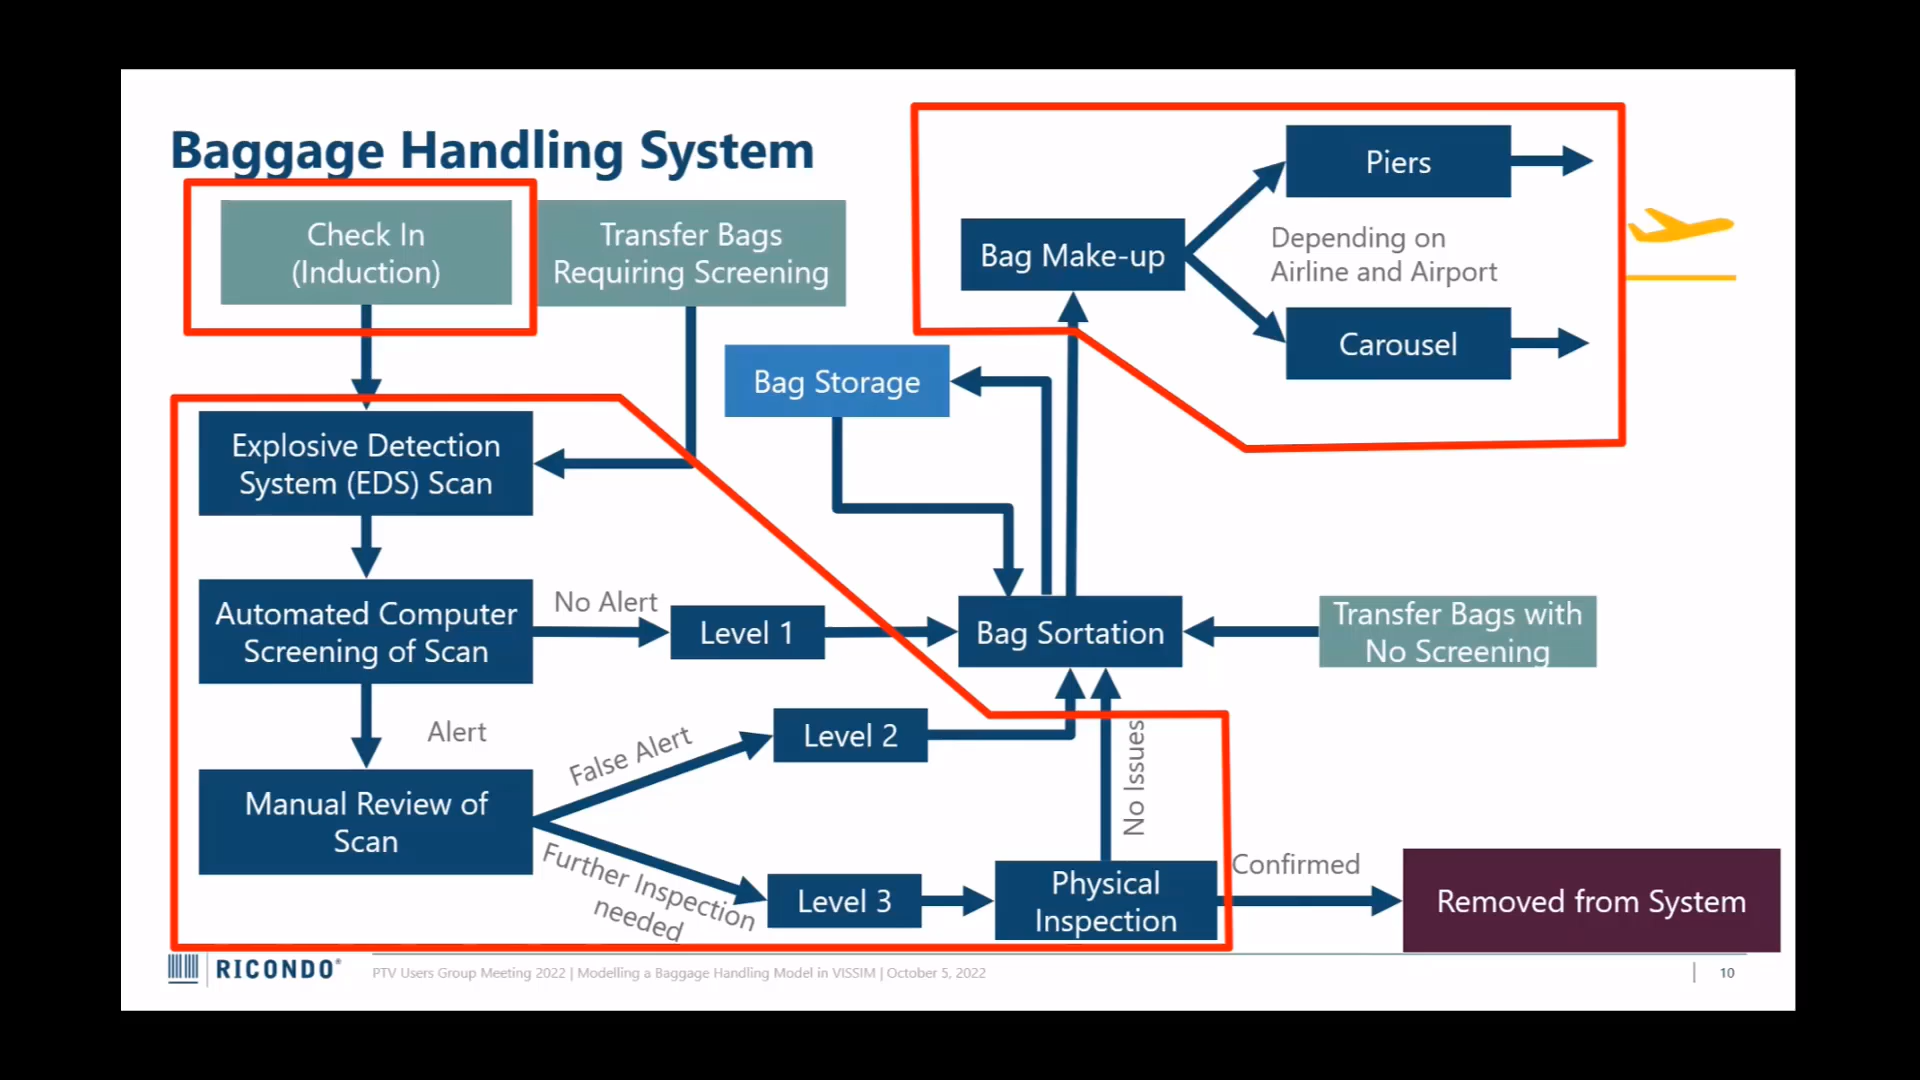 Baggage Handling System
Check In
(Induction)
Transfer Bags
Requiring Screening
Bag Make-up
Piers
Depending on
Airline and Airport
Carousel
Bag Storage
Explosive Detection
System (EDS) Scan
Automated Computer
Screening of Scan
No Alert
Level 1
Bag Sortation
Transfer Bags with
No Screening
Alert
Manual Review of
Scan
False Alert
Level 2
No Issues
Further Inspection
needed
Level 3
Physical
Inspection
Confirmed
Removed from System
RICONDO®
PTV Users Group Meeting 2022 | Modelling a Baggage Handling Model in VISSIM | October 5, 2022
| 10